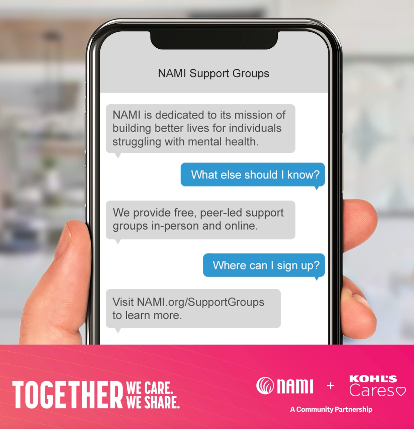 NAMI Support Groups
NAMI is dedicated to its mission of
building better lives for individuals
struggling with mental health.
What else should I know?
We provide free, peer-led support
groups in-person and online.
Where can I sign up?
Visit NAMI.org/SupportGroups
to learn more.
TOGETHER WE CARE.
WE SHARE.
NAMI + KOHL'S
Cares
A Community Partnership